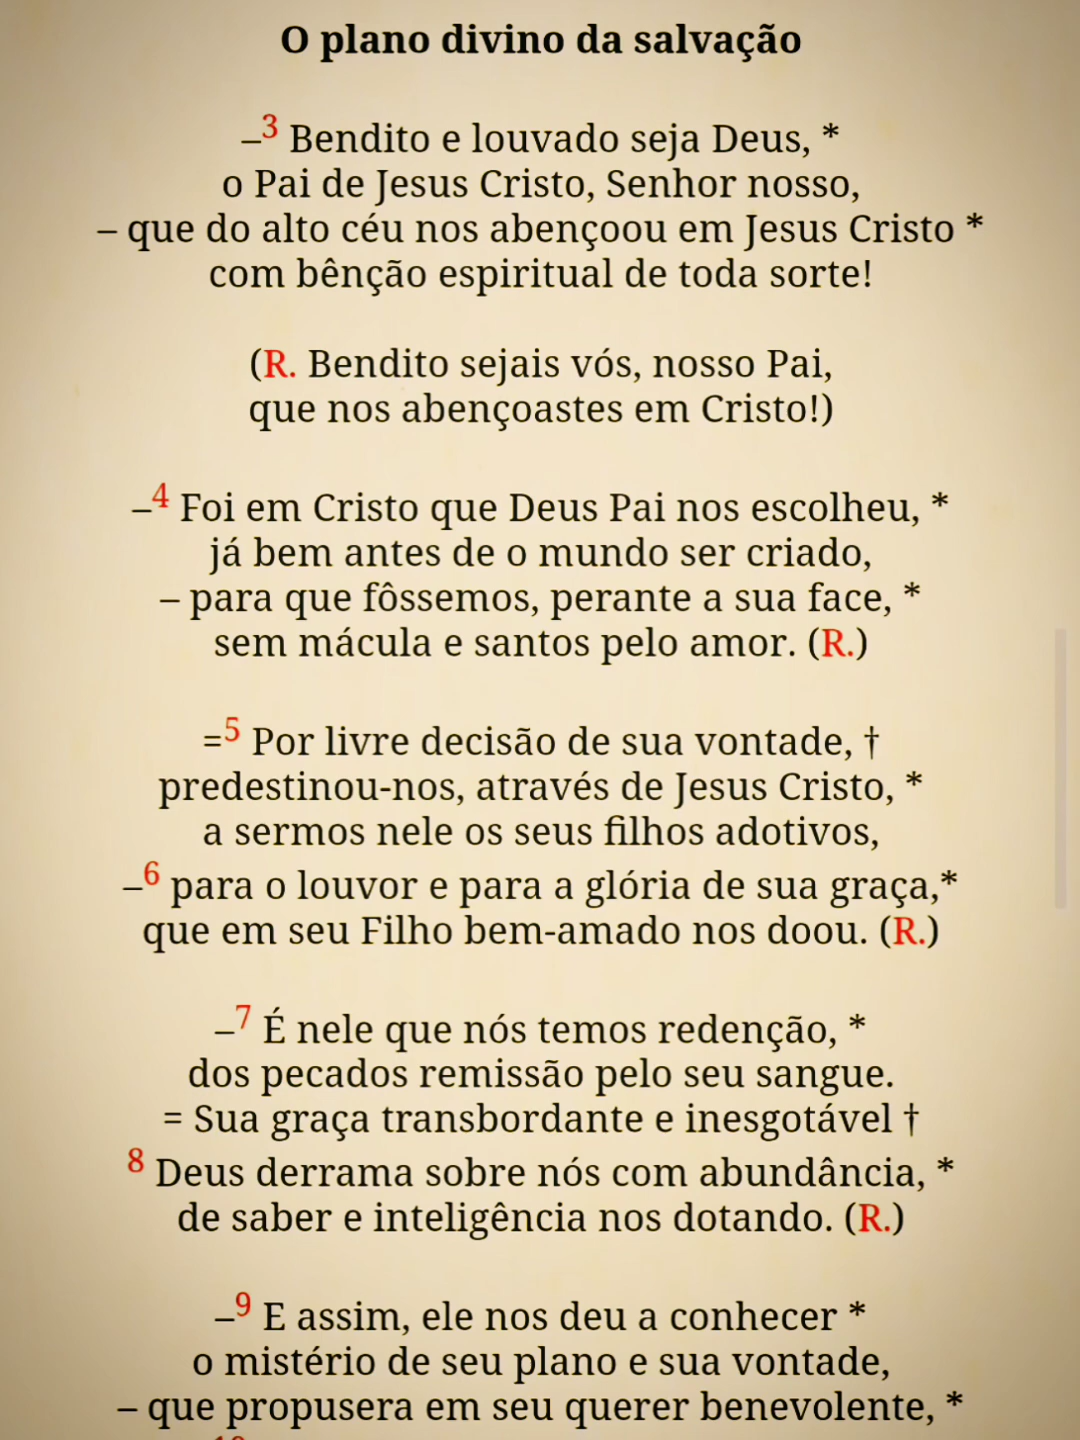 O plano divino da salvação
–3 Bendito e louvado seja Deus, *
o Pai de Jesus Cristo, Senhor nosso,
– que do alto céu nos abençoou em Jesus Cristo *
com bênção espiritual de toda sorte!
(R. Bendito sejais vós, nosso Pai,
que nos abençoastes em Cristo!)
–4 Foi em Cristo que Deus Pai nos escolheu, *
já bem antes de o mundo ser criado,
– para que fôssemos, perante a sua face, *
sem mácula e santos pelo amor. (R.)
=5 Por livre decisão de sua vontade, †
predestinou-nos, através de Jesus Cristo, *
a sermos nele os seus filhos adotivos,
–6 para o louvor e para a glória de sua graça,*
que em seu Filho bem-amado nos doou. (R.)
–7 É nele que nós temos redenção, *
dos pecados remissão pelo seu sangue.
= Sua graça transbordante e inesgotável †
8 Deus derrama sobre nós com abundância, *
de saber e inteligência nos dotando. (R.)
–9 E assim, ele nos deu a conhecer *
o mistério de seu plano e sua vontade,
– que propusera em seu querer benevolente, *